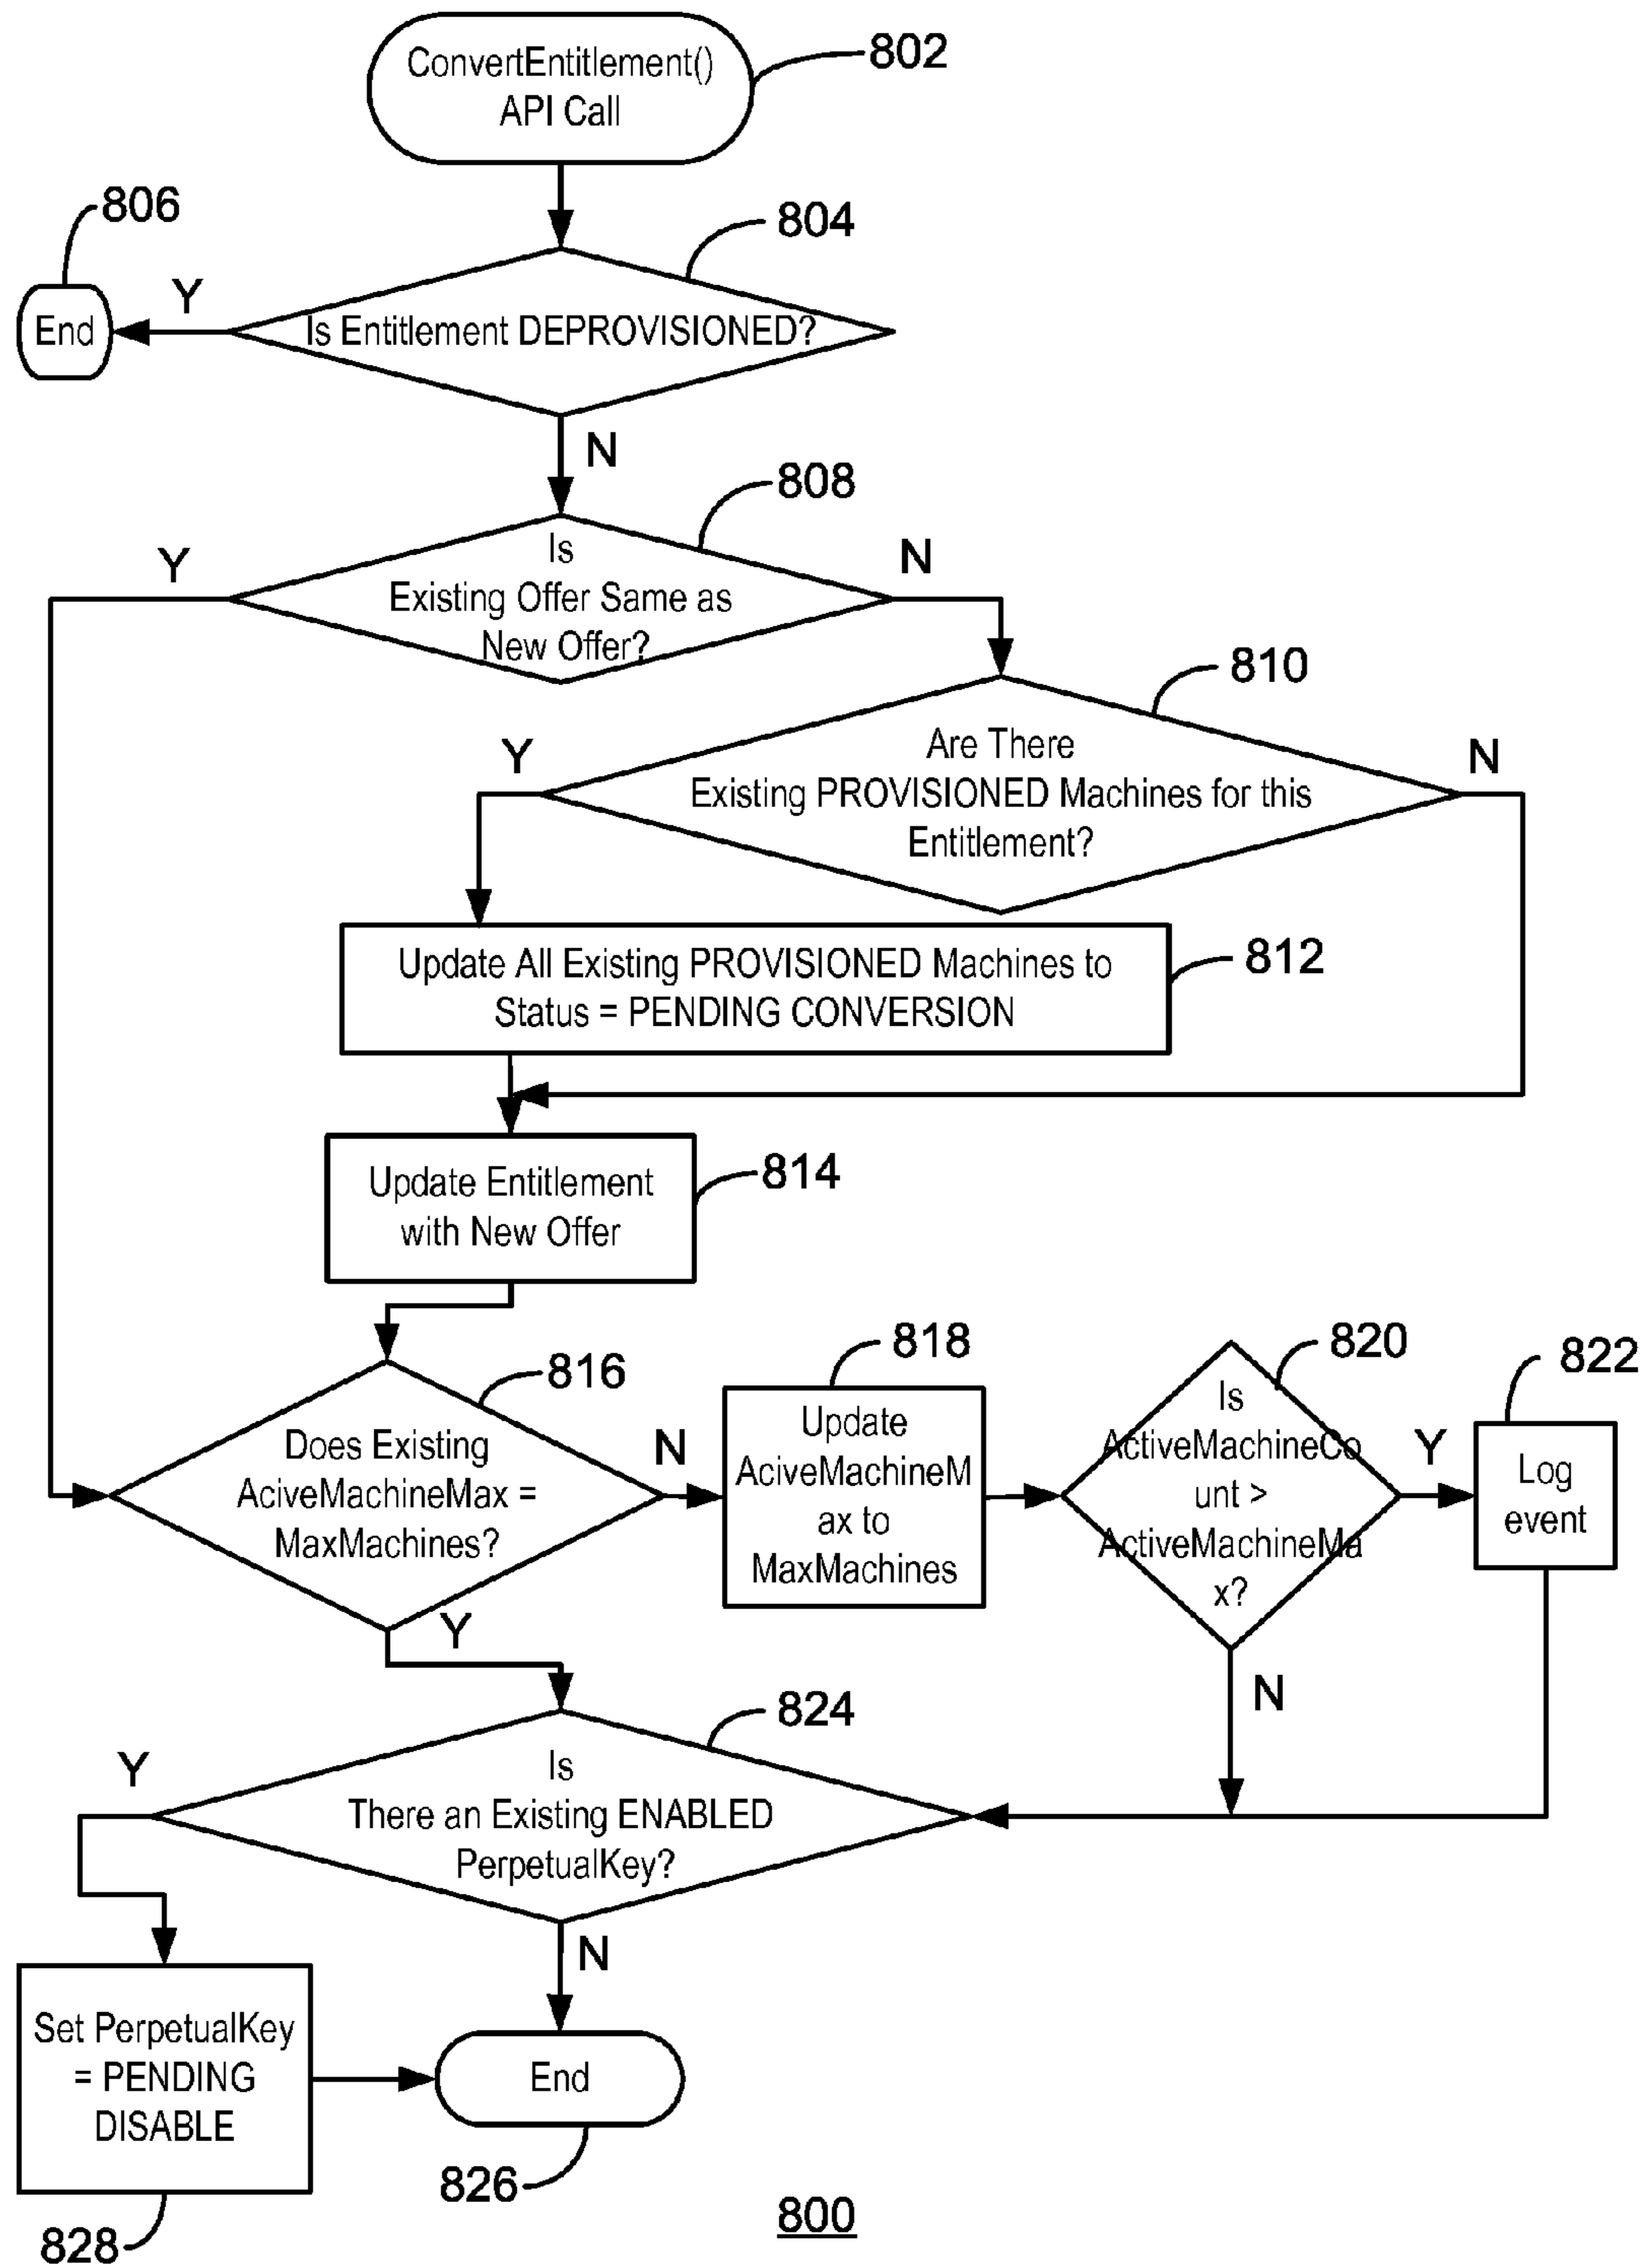 ConvertEntitlement()
API Call
802
806
804
End
Y
Is Entitlement DEPROVISIONED?
N
808
Y
Is
Existing Offer Same as
New Offer?
N
810
Y
Are There
Existing PROVISIONED Machines for this
Entitlement?
N
Update All Existing PROVISIONED Machines to
Status = PENDING CONVERSION
812
Update Entitlement
with New Offer
814
816
Does Existing
AciveMachineMax =
MaxMachines?
N
818
Update
AciveMachineM
ax to
MaxMachines
820
Is
ActiveMachineCo
unt >
ActiveMachineMa
x?
Y
822
Log
event
Y
N
824
Y
Is
There an Existing ENABLED
PerpetualKey?
N
Set PerpetualKey
= PENDING
DISABLE
End
826
828
800